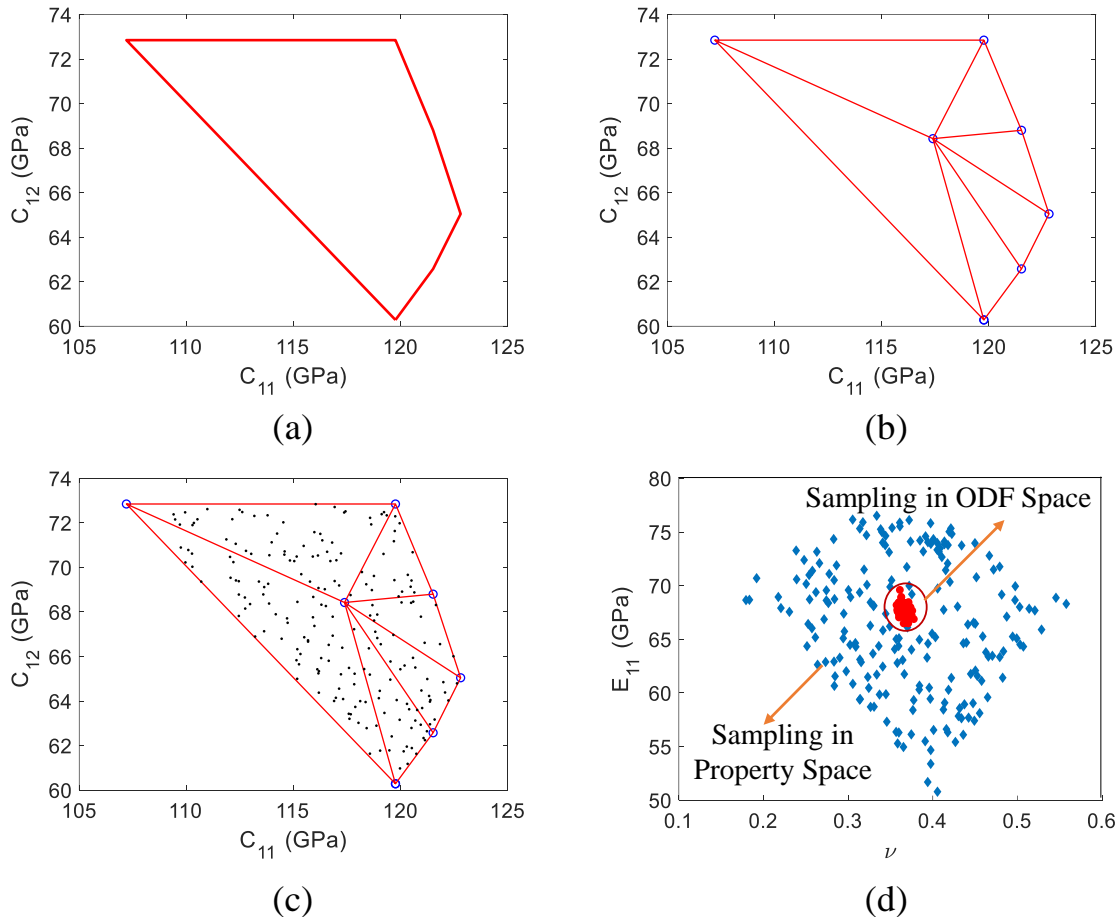 74
72
70
68
66
64
62
60
C12 (GPa)
105 110 115 120 125
C11 (GPa)
(a)
74
72
70
68
66
64
62
60
C12 (GPa)
105 110 115 120 125
C11 (GPa)
(b)
74
72
70
68
66
64
62
60
C12 (GPa)
105 110 115 120 125
C11 (GPa)
(c)
80
75
70
65
60
55
50
E11 (GPa)
Sampling in ODF Space
Sampling in
Property Space
0.1 0.2 0.3 0.4 0.5 0.6
ν
(d)